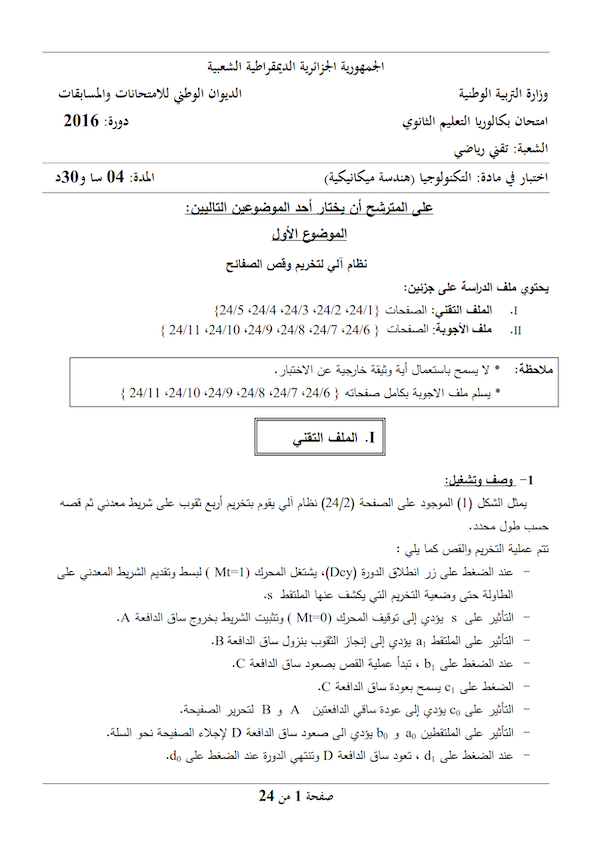 الجمهورية الجزائرية الديمقراطية الشعبية
وزارة التربية الوطنية الديوان الوطني للامتحانات والمسابقات
امتحان بكالوريا التعليم الثانوي دورة: 2016
الشعبة: تقني رياضي
اختبار في مادة: التكنولوجيا (هندسة ميكانيكية) المدة: 04 سا و30د
على المترشح أن يختار أحد الموضوعين التاليين:
الموضوع الأول
نظام آلي لتخريم وقص الصفائح
يحتوي ملف الدراسة على جزئين:
I. الملف التقني: الصفحات {24/1، 24/2، 24/3، 24/4، 24/5}
II. ملف الأجوبة: الصفحات { 24/6، 24/7، 24/8، 24/9، 24/10، 24/11 }
ملاحظة: * لا يسمح باستعمال أية وثيقة خارجية عن الاختبار.
* يسلم ملف الاجوبة بكامل صفحاته { 24/6، 24/7، 24/8، 24/9، 24/10، 24/11 }
I. الملف التقني
1- وصف وتشغيل:
يمثل الشكل (1) الموجود على الصفحة (24/2) نظام آلي يقوم بتخريم أربع ثقوب على شريط معدني ثم قصه
حسب طول محدد.
تتم عملية التخريم والقص كما يلي :
– عند الضغط على زر انطلاق الدورة (Dcy)، يشتغل المحرك (Mt=1 ) لبسط وتقديم الشريط المعدني على
الطاولة حتى وضعية التخريم التي يكشف عنها الملتقط s.
– التأثير على s يؤدي إلى توقيف المحرك (Mt=0 ) وتثبيت الشريط بخروج ساق الدافعة A.
– التأثير على الملتقط a₁ يؤدي إلى إنجاز الثقوب بنزول ساق الدافعة B.
– عند الضغط على b₁ ، تبدأ عملية القص بصعود ساق الدافعة C.
– الضغط على c₁ يسمح بعودة ساق الدافعة C.
– التأثير على c₀ يؤدي إلى عودة ساقي الدافعتين A و B لتحرير الصفيحة.
– التأثير على الملتقطين a₀ و b₀ يؤدي الى صعود ساق الدافعة D لإجلاء الصفيحة نحو السلة.
– عند الضغط على d₁ ، تعود ساق الدافعة D وتنتهي الدورة عند الضغط على d₀.
صفحة 1 من 24